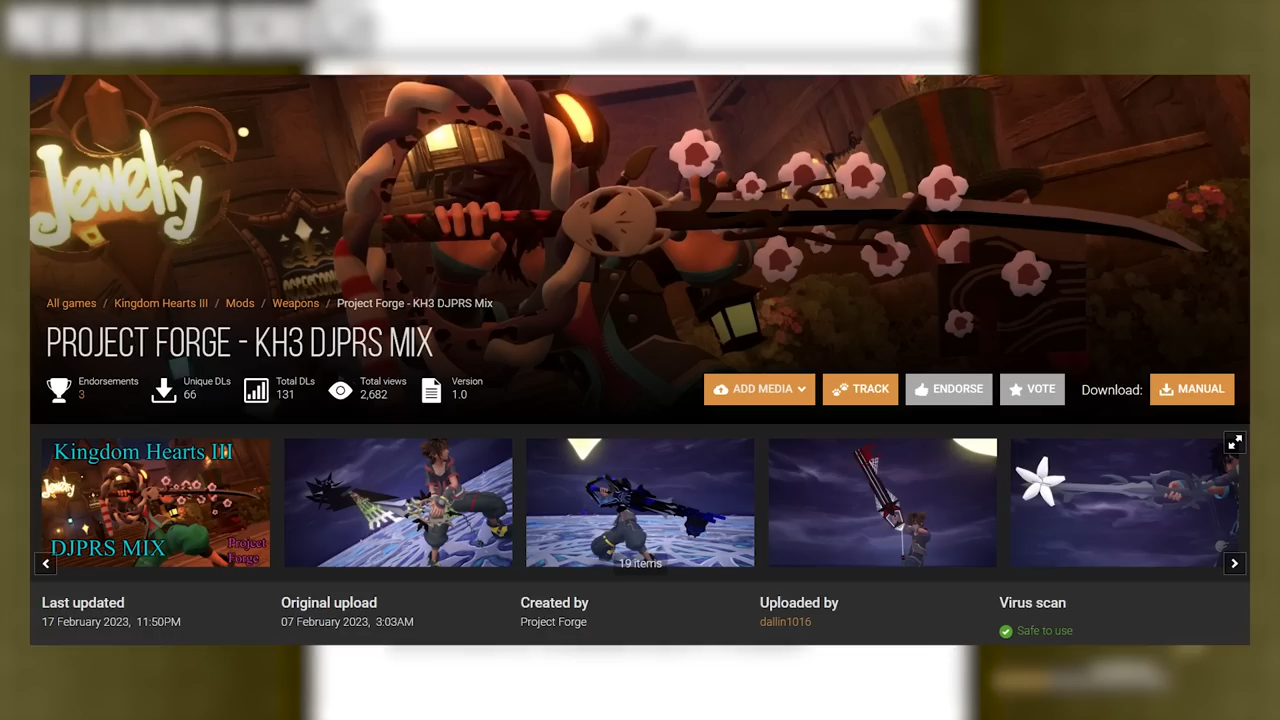 Jewelry
All games / Kingdom Hearts III / Mods / Weapons / Project Forge - KH3 DJPRS Mix
PROJECT FORGE - KH3 DJPRS MIX
Endorsements
3
Unique DLs
66
Total DLs
131
Total views
2,682
Version
1.0
ADD MEDIA
TRACK
ENDORSE
VOTE
Download:
MANUAL
Kingdom Hearts III
Jewelry
DJPRS MIX
Project
Forge
19 items
Last updated
17 February 2023, 11:50PM
Original upload
07 February 2023, 3:03AM
Created by
Project Forge
Uploaded by
dallin1016
Virus scan
Safe to use